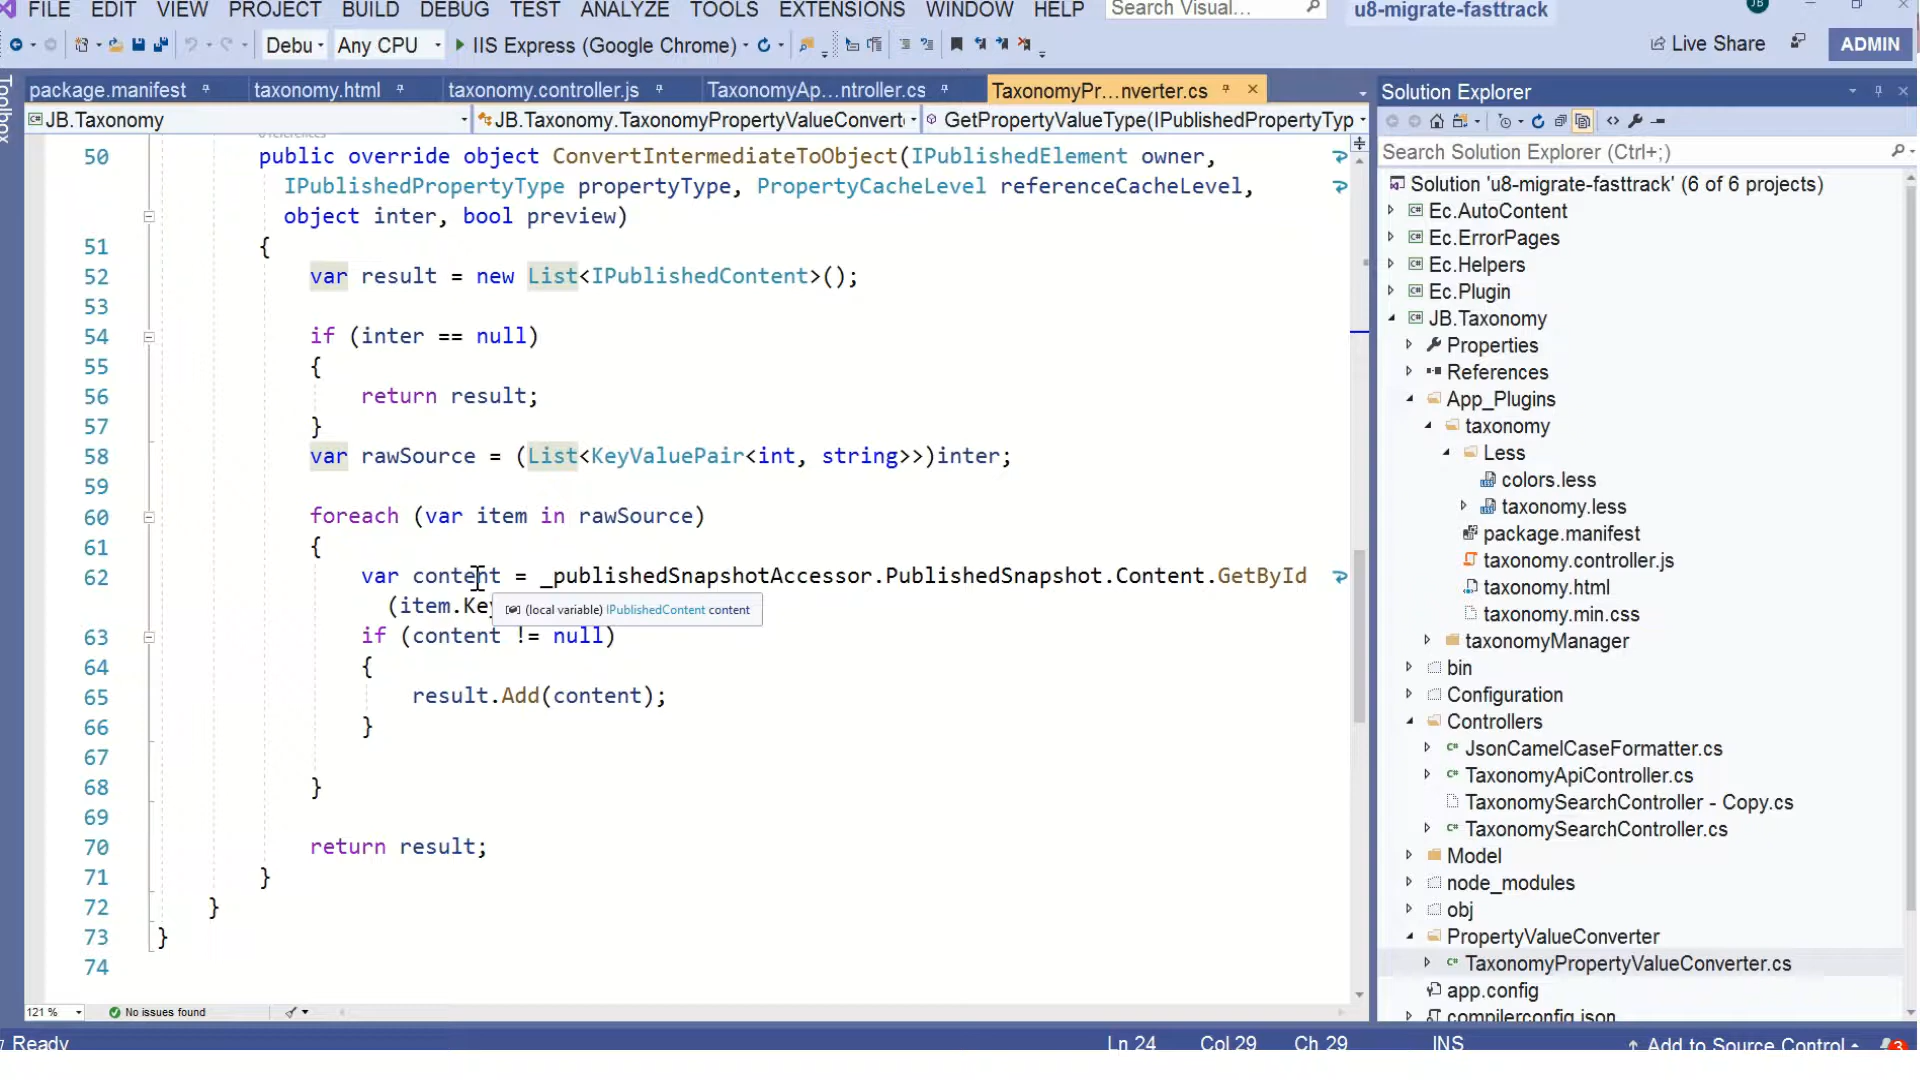 FILE EDIT VIEW PROJECT BUILD DEBUG TEST ANALYZE TOOLS EXTENSIONS WINDOW HELP Search Visual... u8-migrate-fasttrack JB
Debu Any CPU IIS Express (Google Chrome) Live Share ADMIN
Toolbox
package.manifest taxonomy.html taxonomy.controller.js TaxonomyAp...ntroller.cs TaxonomyPr...nverter.cs
JB.Taxonomy JB.Taxonomy.TaxonomyPropertyValueConvert GetPropertyValueType(IPublishedPropertyTyp
50 public override object ConvertIntermediateToObject(IPublishedElement owner,
IPublishedPropertyType propertyType, PropertyCacheLevel referenceCacheLevel,
object inter, bool preview)
51 {
52 var result = new List<IPublishedContent>();
53
54 if (inter == null)
55 {
56 return result;
57 }
58 var rawSource = (List<KeyValuePair<int, string>>)inter;
59
60 foreach (var item in rawSource)
61 {
62 var content = _publishedSnapshotAccessor.PublishedSnapshot.Content.GetById
(item.Key
(local variable) IPublishedContent content
63 if (content != null)
64 {
65 result.Add(content);
66 }
67
68 }
69
70 return result;
71 }
72 }
73 }
74
121 % No issues found
Solution Explorer
Search Solution Explorer (Ctrl+;)
Solution 'u8-migrate-fasttrack' (6 of 6 projects)
Ec.AutoContent
Ec.ErrorPages
Ec.Helpers
Ec.Plugin
JB.Taxonomy
Properties
References
App_Plugins
taxonomy
Less
colors.less
taxonomy.less
package.manifest
taxonomy.controller.js
taxonomy.html
taxonomy.min.css
taxonomyManager
bin
Configuration
Controllers
JsonCamelCaseFormatter.cs
TaxonomyApiController.cs
TaxonomySearchController - Copy.cs
TaxonomySearchController.cs
Model
node_modules
obj
PropertyValueConverter
TaxonomyPropertyValueConverter.cs
app.config
compilerconfig.json
Ready Ln 24 Col 29 Ch 29 INS Add to Source Control 3